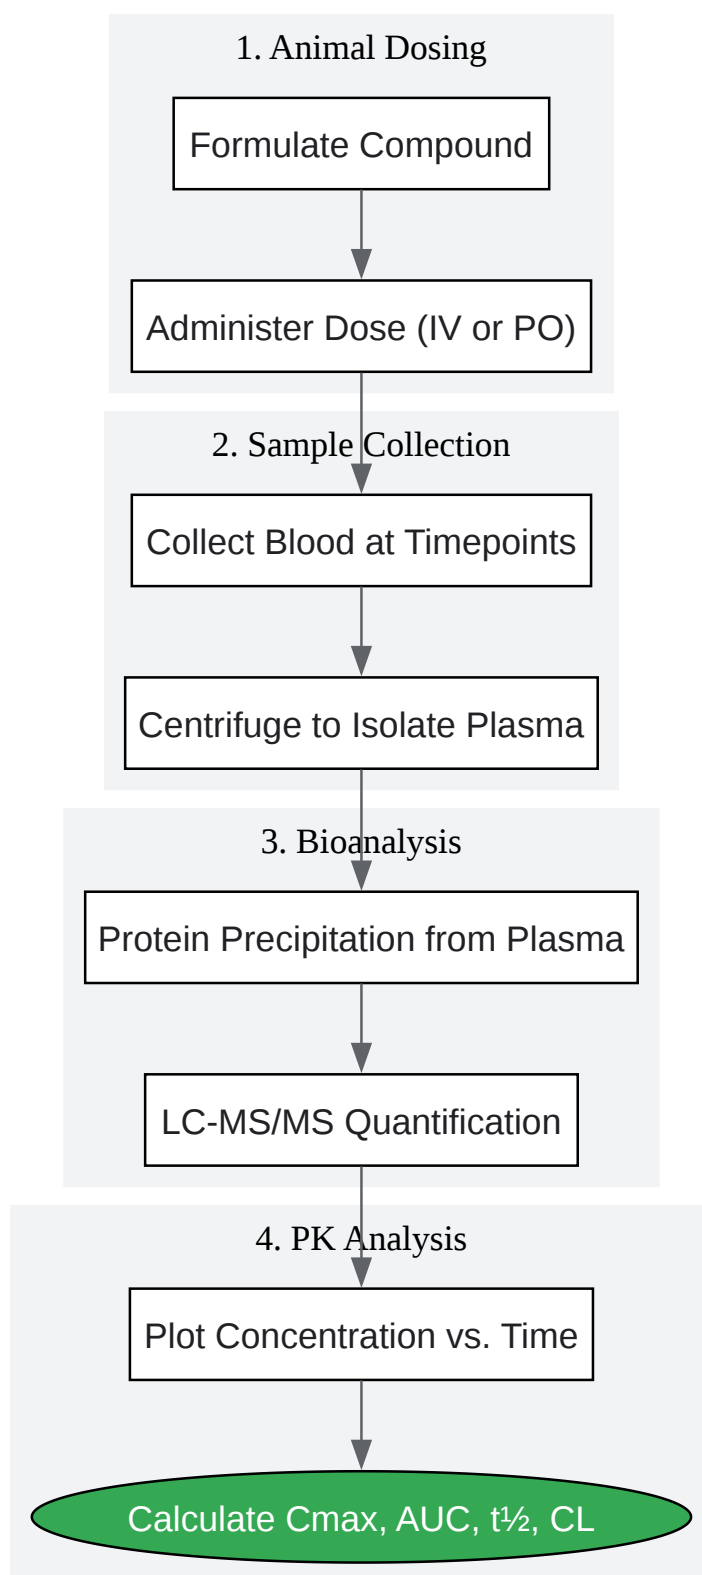 1. Animal Dosing
Formulate Compound
Administer Dose (IV or PO)
2. Sample Collection
Collect Blood at Timepoints
Centrifuge to Isolate Plasma
3. Bioanalysis
Protein Precipitation from Plasma
LC-MS/MS Quantification
4. PK Analysis
Plot Concentration vs. Time
Calculate Cmax, AUC, t½, CL